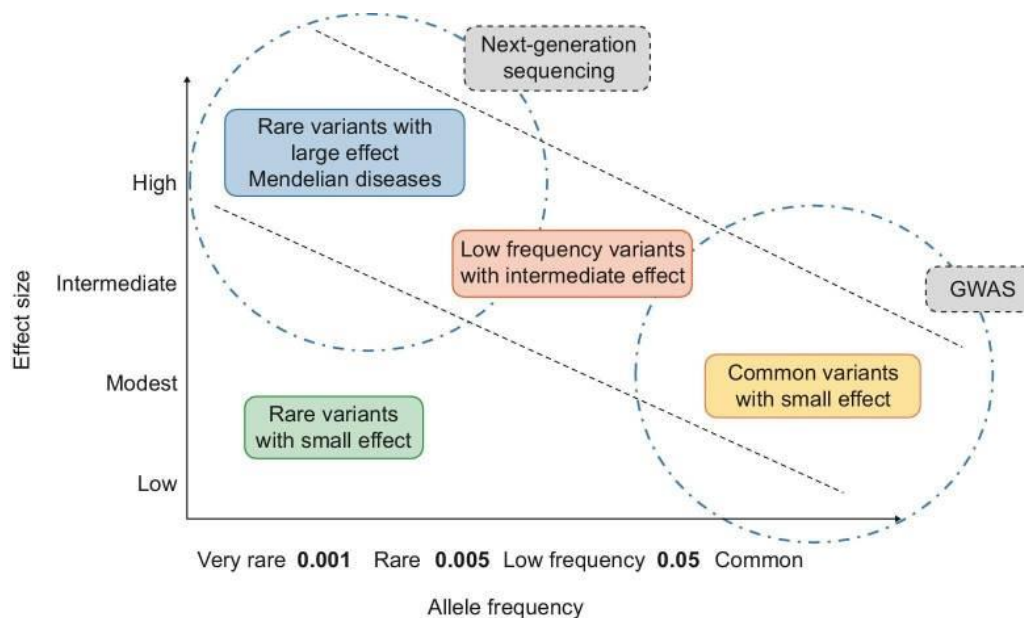 Next-generation
sequencing
Rare variants with
large effect
Mendelian diseases
High
Low frequency variants
with intermediate effect
Intermediate
GWAS
Effect size
Modest
Common variants
with small effect
Rare variants
with small effect
Low
Very rare 0.001 Rare 0.005 Low frequency 0.05 Common
Allele frequency